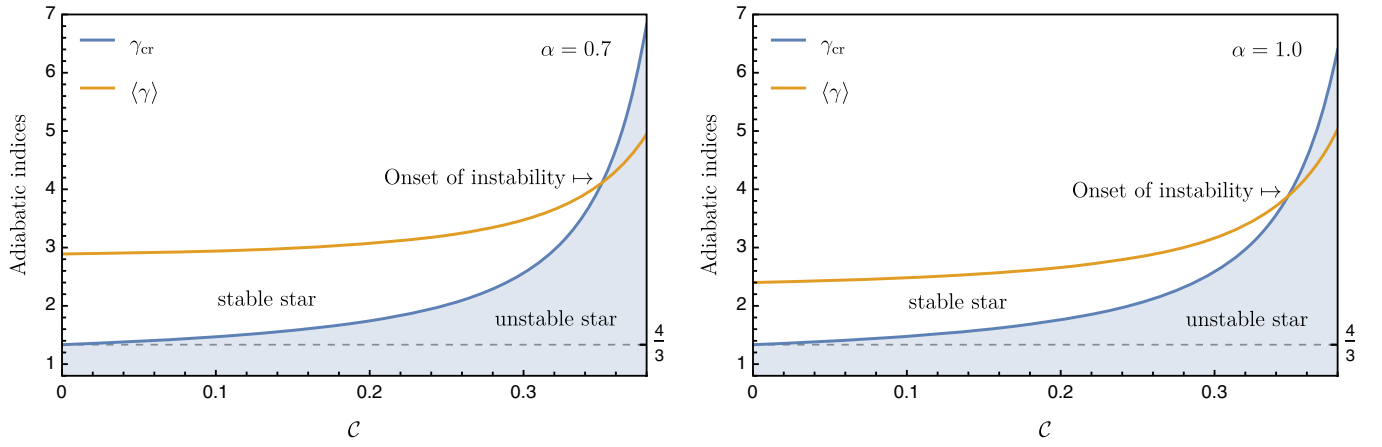 γcr
⟨γ⟩
α = 0.7
Onset of instability ↦
stable star
unstable star
Adiabatic indices
7
6
5
4
3
2
1
4/3
0
0.1
0.2
0.3
𝒞
γcr
⟨γ⟩
α = 1.0
Onset of instability ↦
stable star
unstable star
Adiabatic indices
7
6
5
4
3
2
1
4/3
0
0.1
0.2
0.3
𝒞